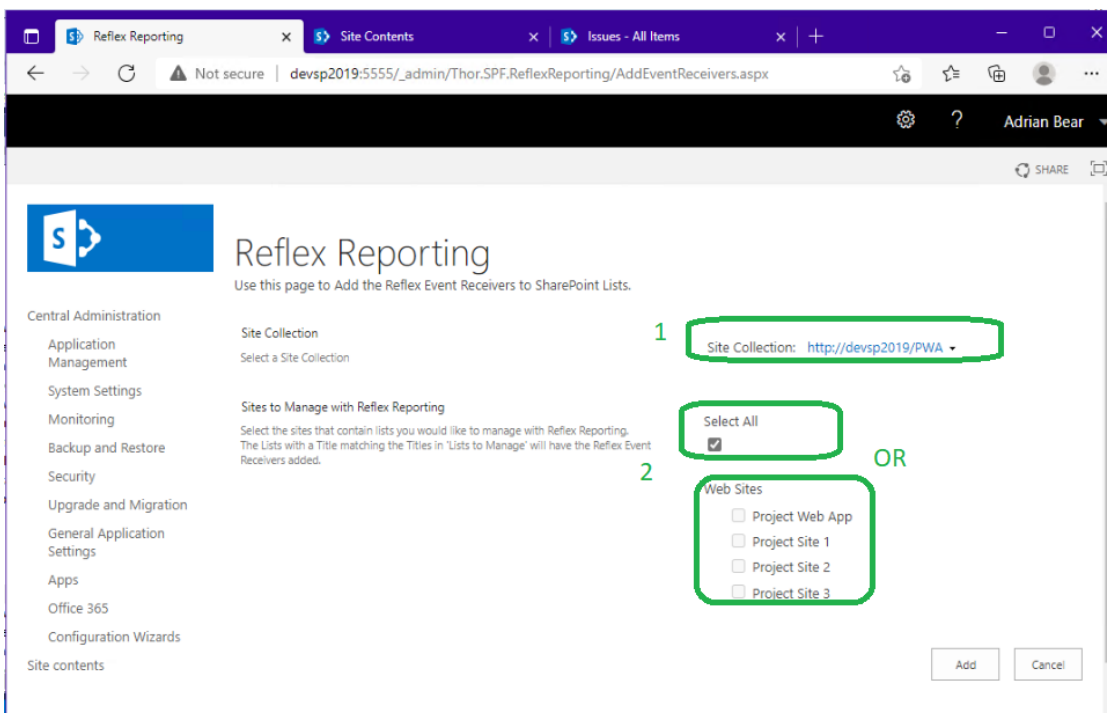 Reflex Reporting
Site Contents
Issues - All Items
Not secure
devsp2019:5555/_admin/Thor.SPF.ReflexReporting/AddEventReceivers.aspx
?
Adrian Bear
SHARE
S
Reflex Reporting
Use this page to Add the Reflex Event Receivers to SharePoint Lists.
Central Administration
Application
Management
System Settings
Monitoring
Backup and Restore
Security
Upgrade and Migration
General Application
Settings
Apps
Office 365
Configuration Wizards
Site contents
Site Collection
Select a Site Collection
1
Site Collection: http://devsp2019/PWA
Sites to Manage with Reflex Reporting
Select the sites that contain lists you would like to manage with Reflex Reporting.
The Lists with a Title matching the Titles in 'Lists to Manage' will have the Reflex Event
Receivers added.
2
Select All
OR
Web Sites
Project Web App
Project Site 1
Project Site 2
Project Site 3
Add
Cancel